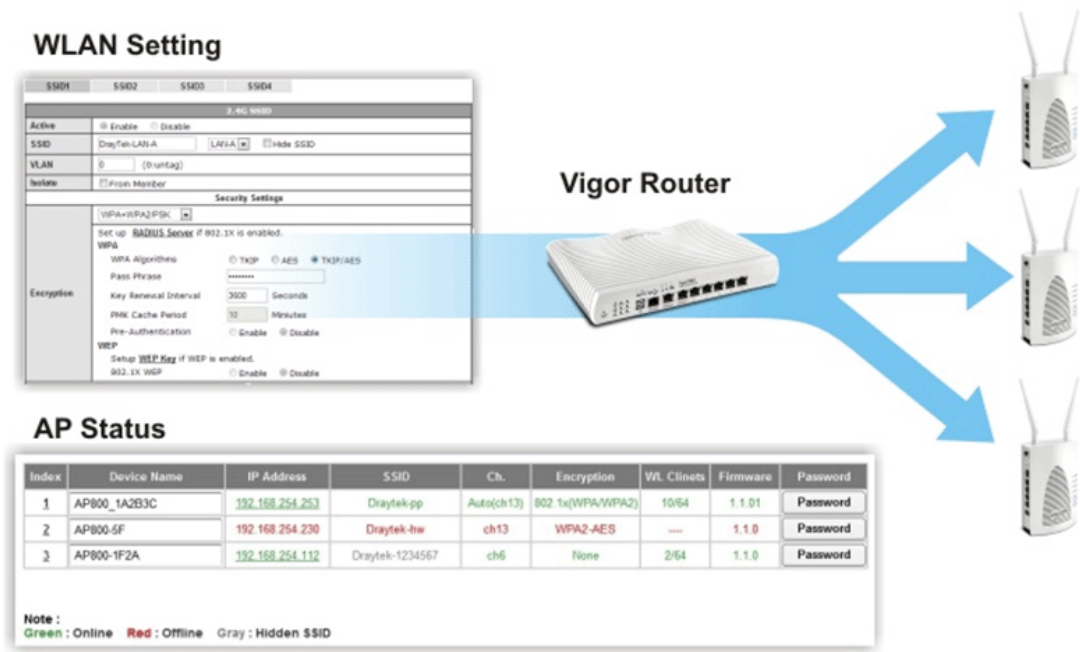 WLAN Setting
SSID1 SSID2 SSID3 SSID4
2.4G SSID
Active Enable Disable
SSID DrayTek-LAN-A LAN-A Hide SSID
VLAN 0 (0:untag)
Isolate From Member
Security Settings
WPA+WPA2/PSK
Set up RADIUS Server if 802.1X is enabled.
WPA
WPA Algorithms TKIP AES TKIP/AES
Pass Phrase ••••••••
Key Renewal Interval 3600 Seconds
Encryption
PMK Cache Period 10 Minutes
Pre-Authentication Enable Disable
WEP
Setup WEP Key if WEP is enabled.
802.1X WEP Enable Disable
Vigor Router
AP Status
Index Device Name IP Address SSID Ch. Encryption WL Clinets Firmware Password
1 AP800_1A2B3C 192.168.254.253 Draytek-pp Auto(ch13) 802.1x(WPA/WPA2) 10/64 1.1.01 Password
2 AP800-5F 192.168.254.230 Draytek-hw ch13 WPA2-AES ---- 1.1.0 Password
3 AP800-1F2A 192.168.254.112 Draytek-1234567 ch6 None 2/64 1.1.0 Password
Note :
Green : Online Red : Offline Gray : Hidden SSID